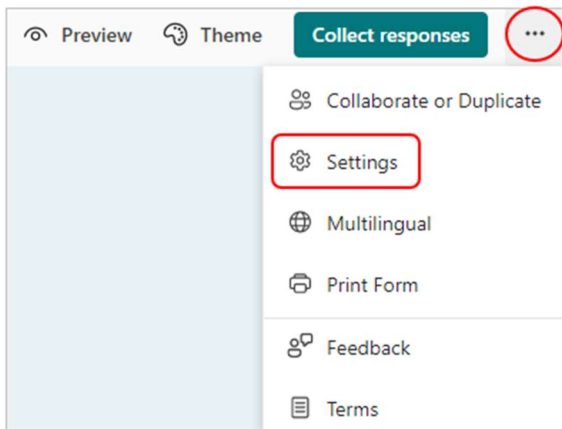 Preview Theme Collect responses ...
Collaborate or Duplicate
Settings
Multilingual
Print Form
Feedback
Terms